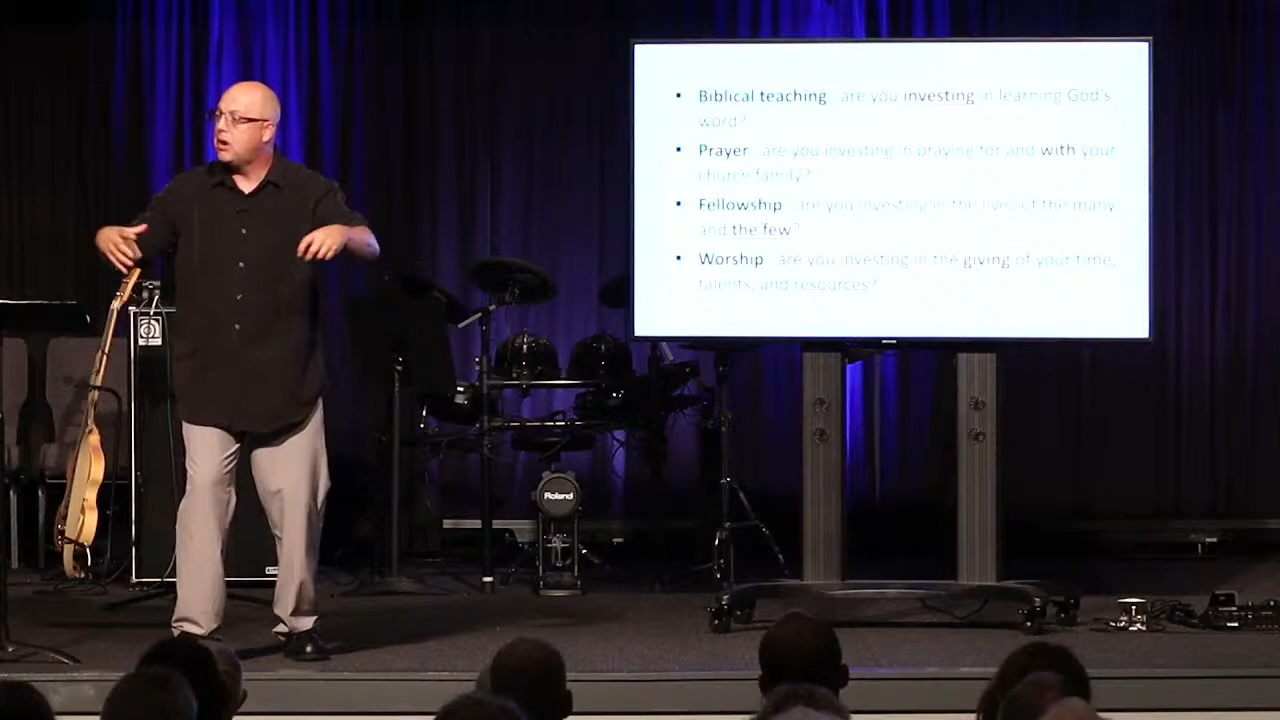 ▪ Biblical teaching - are you investing in learning God's
word?
▪ Prayer - are you investing in praying for and with your
church family?
▪ Fellowship - are you investing in the lives of the many
and the few?
▪ Worship - are you investing in the giving of your time,
talents, and resources?
Roland